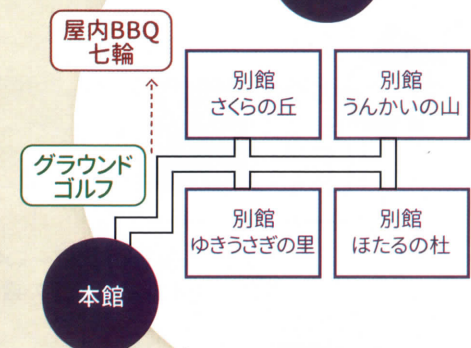 屋内BBQ
七輪
別館
さくらの丘
別館
うんかいの山
グラウンド
ゴルフ
別館
ゆきうさぎの里
別館
ほたるの杜
本館